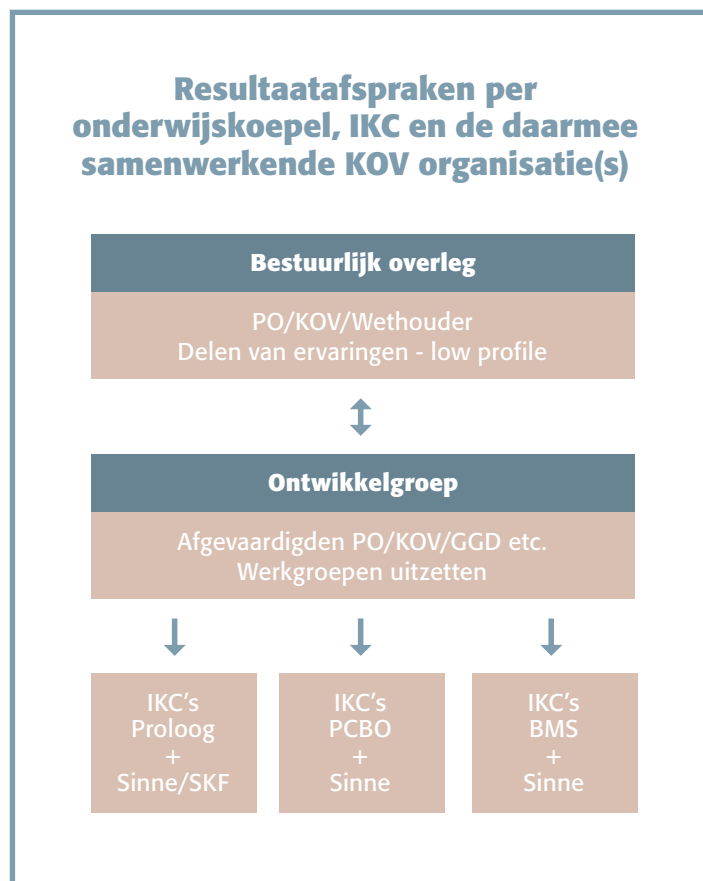 Resultaatafspraken per
onderwijskoepel, IKC en de daarmee
samenwerkende KOV organisatie(s)
Bestuurlijk overleg
PO/KOV/Wethouder
Delen van ervaringen - low profile
Ontwikkelgroep
Afgevaardigden PO/KOV/GGD etc.
Werkgroepen uitzetten
IKC’s
Proloog
+
Sinne/SKF
IKC’s
PCBO
+
Sinne
IKC’s
BMS
+
Sinne